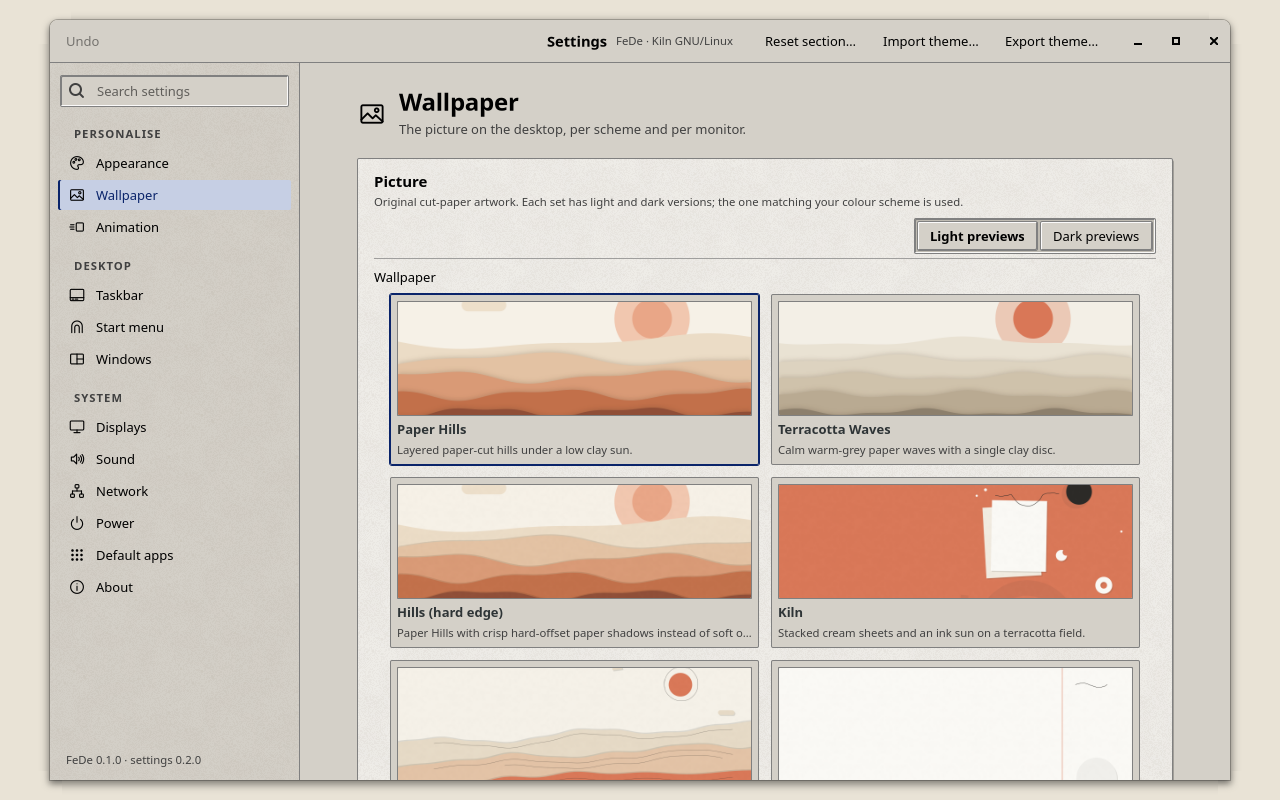 Undo
Settings FeDe · Kiln GNU/Linux
Reset section...
Import theme...
Export theme...
Search settings
PERSONALISE
Appearance
Wallpaper
Animation
DESKTOP
Taskbar
Start menu
Windows
SYSTEM
Displays
Sound
Network
Power
Default apps
About
FeDe 0.1.0 · settings 0.2.0
Wallpaper
The picture on the desktop, per scheme and per monitor.
Picture
Original cut-paper artwork. Each set has light and dark versions; the one matching your colour scheme is used.
Light previews
Dark previews
Wallpaper
Paper Hills
Layered paper-cut hills under a low clay sun.
Terracotta Waves
Calm warm-grey paper waves with a single clay disc.
Hills (hard edge)
Paper Hills with crisp hard-offset paper shadows instead of soft o...
Kiln
Stacked cream sheets and an ink sun on a terracotta field.